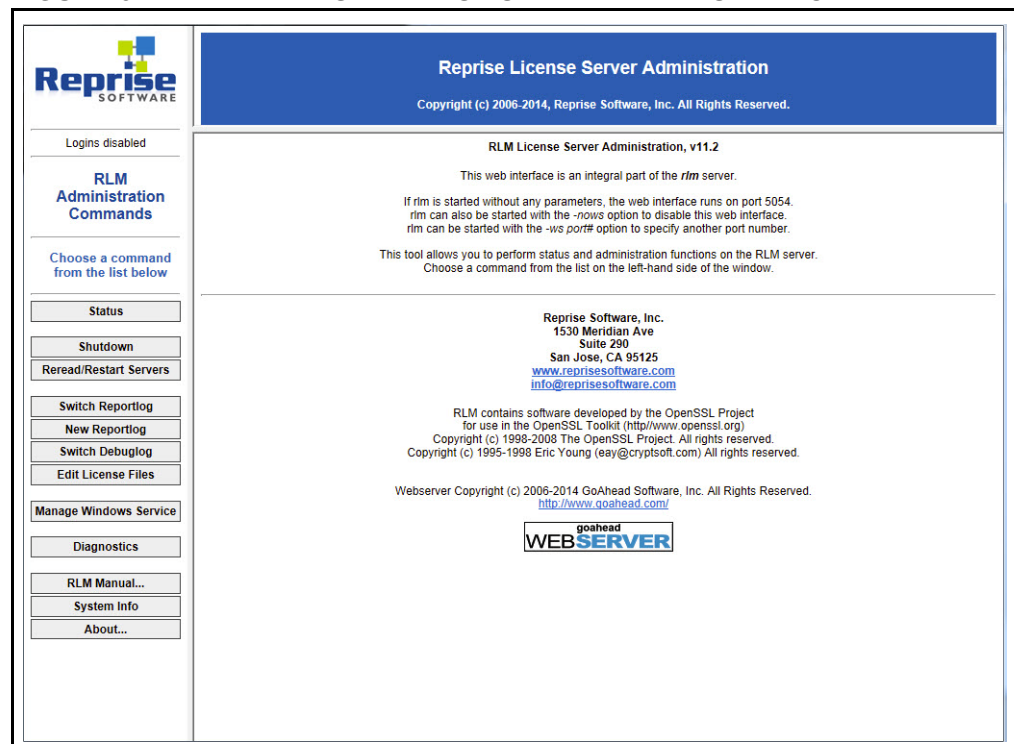 Reprise
SOFTWARE
Logins disabled
RLM
Administration
Commands
Choose a command
from the list below
Status
Shutdown
Reread/Restart Servers
Switch Reportlog
New Reportlog
Switch Debuglog
Edit License Files
Manage Windows Service
Diagnostics
RLM Manual...
System Info
About...
Reprise License Server Administration
Copyright (c) 2006-2014, Reprise Software, Inc. All Rights Reserved.
RLM License Server Administration, v11.2
This web interface is an integral part of the rlm server.
If rlm is started without any parameters, the web interface runs on port 5054.
rlm can also be started with the -nows option to disable this web interface.
rlm can be started with the -ws port# option to specify another port number.
This tool allows you to perform status and administration functions on the RLM server.
Choose a command from the list on the left-hand side of the window.
Reprise Software, Inc.
1530 Meridian Ave
Suite 290
San Jose, CA 95125
www.reprisesoftware.com
info@reprisesoftware.com
RLM contains software developed by the OpenSSL Project
for use in the OpenSSL Toolkit (http//www.openssl.org)
Copyright (c) 1998-2008 The OpenSSL Project. All rights reserved.
Copyright (c) 1995-1998 Eric Young (eay@cryptsoft.com) All rights reserved.
Webserver Copyright (c) 2006-2014 GoAhead Software, Inc. All Rights Reserved.
http://www.goahead.com/
goahead
WEBSERVER